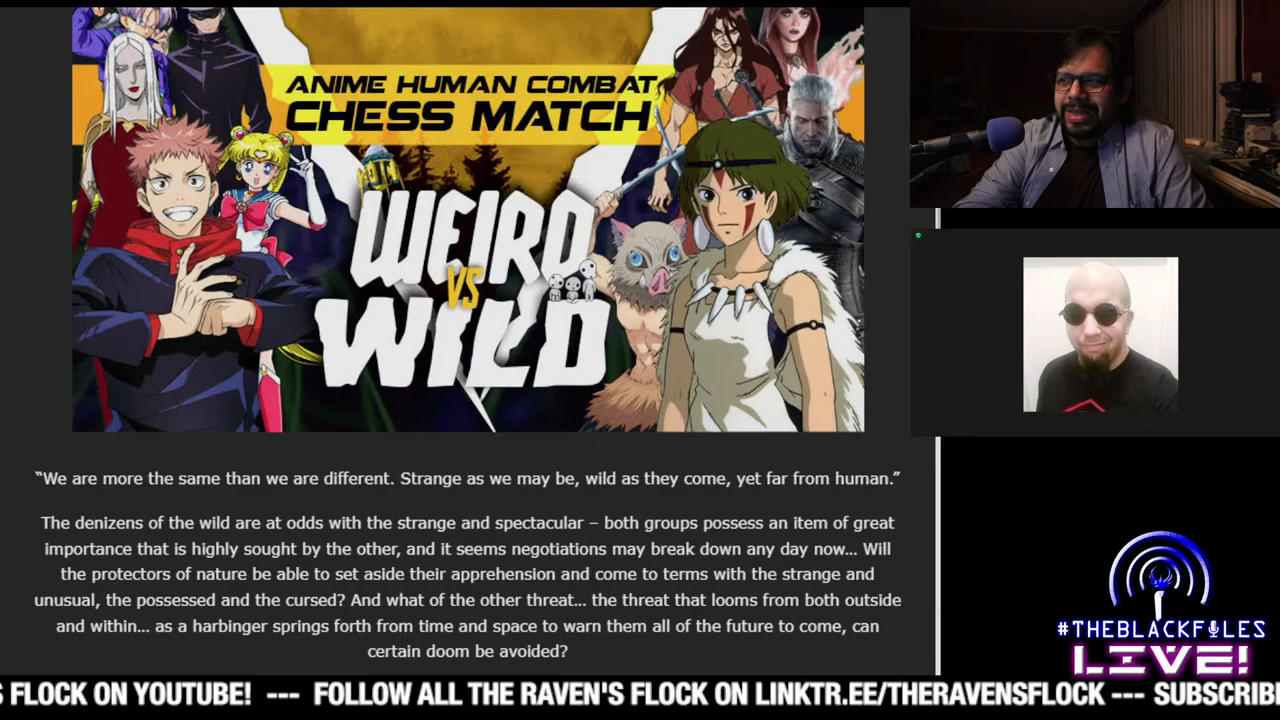 ANIME HUMAN COMBAT
CHESS MATCH
WEIRD
VS
WILD
“We are more the same than we are different. Strange as we may be, wild as they come, yet far from human.”
The denizens of the wild are at odds with the strange and spectacular – both groups possess an item of great
importance that is highly sought by the other, and it seems negotiations may break down any day now... Will
the protectors of nature be able to set aside their apprehension and come to terms with the strange and
unusual, the possessed and the cursed? And what of the other threat... the threat that looms from both outside
and within... as a harbinger springs forth from time and space to warn them all of the future to come, can
certain doom be avoided?
#THEBLACKFILES
LIVE!
S FLOCK ON YOUTUBE! --- FOLLOW ALL THE RAVEN'S FLOCK ON LINKTR.EE/THERAVENSFLOCK --- SUBSCRIBE